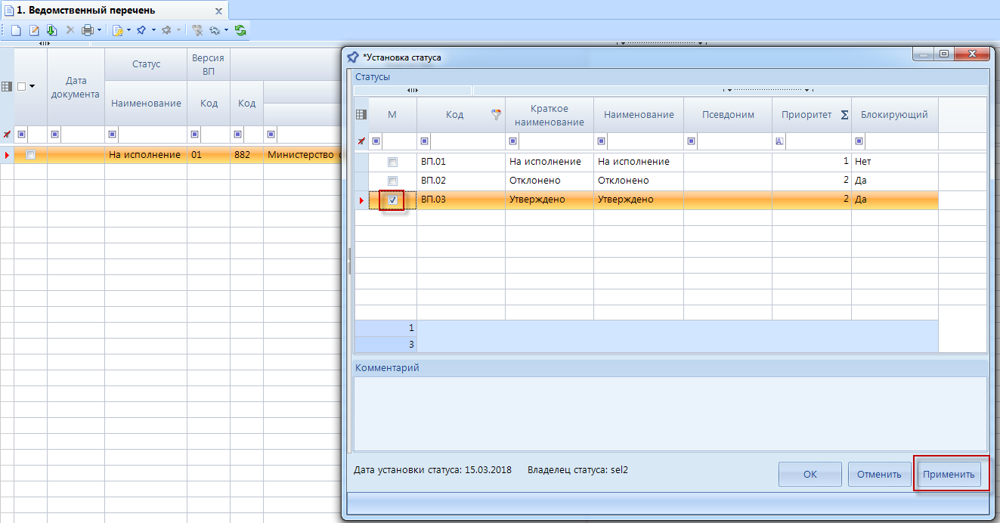 1. Ведомственный перечень
Дата документа
Статус
Наименование
Версия ВП
Код
Код
На исполнение 01 882 Министерство
*Установка статуса
Статусы
М Код Краткое наименование Наименование Псевдоним Приоритет Σ Блокирующий
A
ВП.01 На исполнение На исполнение 1 Нет
ВП.02 Отклонено Отклонено 2 Да
ВП.03 Утверждено Утверждено 2 Да
1
3
Комментарий
Дата установки статуса: 15.03.2018 Владелец статуса: sel2
OK Отменить Применить